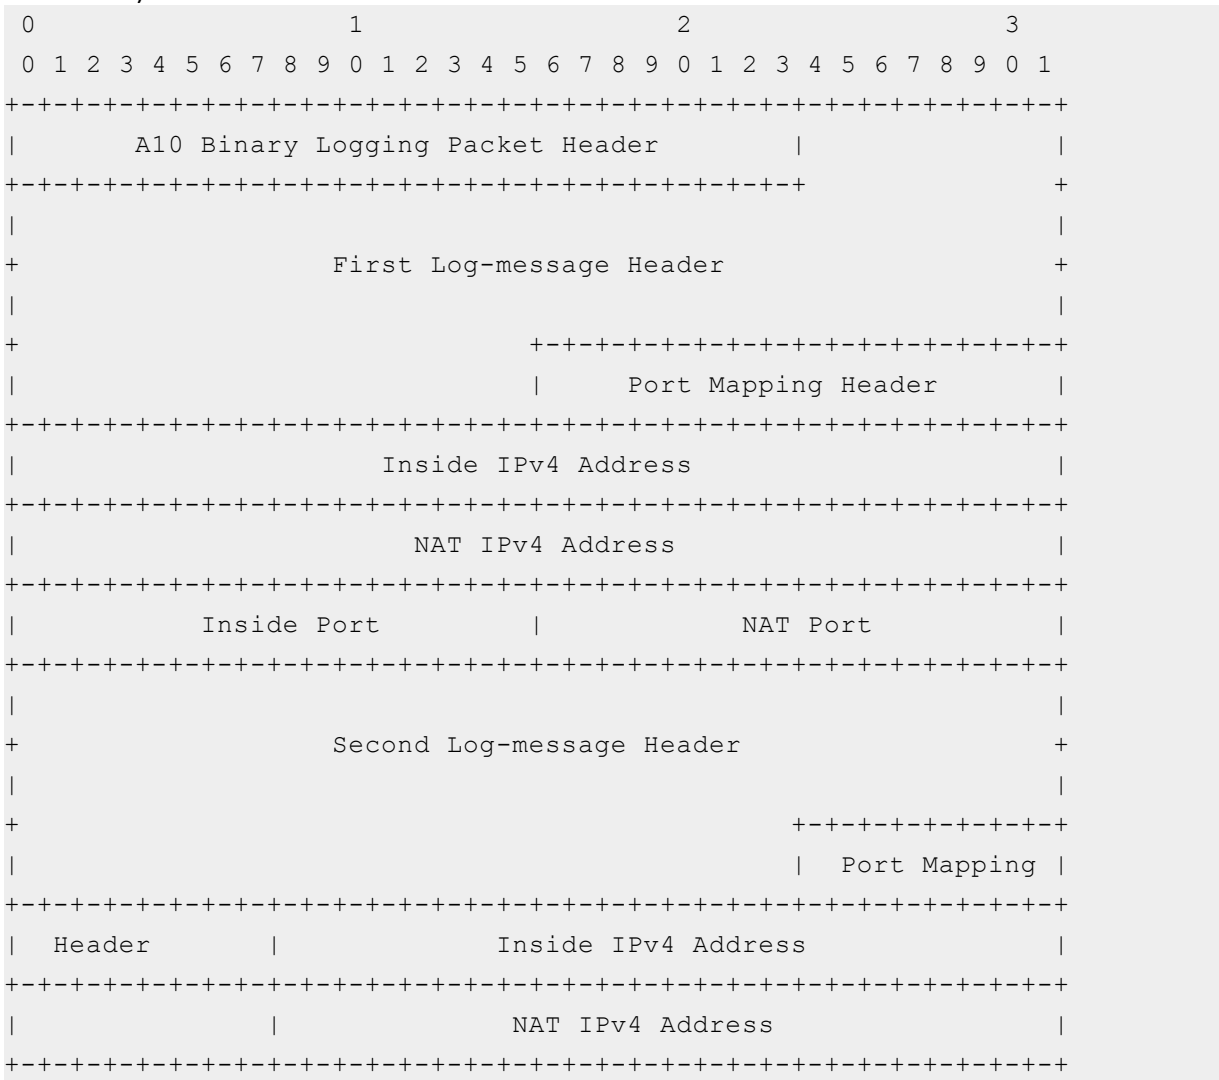 0                   1                   2                   3
 0 1 2 3 4 5 6 7 8 9 0 1 2 3 4 5 6 7 8 9 0 1 2 3 4 5 6 7 8 9 0 1
+-+-+-+-+-+-+-+-+-+-+-+-+-+-+-+-+-+-+-+-+-+-+-+-+-+-+-+-+-+-+-+-+
|       A10 Binary Logging Packet Header        |               |
+-+-+-+-+-+-+-+-+-+-+-+-+-+-+-+-+-+-+-+-+-+-+-+-+               +
|                                                               |
+                   First Log-message Header                    +
|                                                               |
+                               +-+-+-+-+-+-+-+-+-+-+-+-+-+-+-+-+
|                               |     Port Mapping Header       |
+-+-+-+-+-+-+-+-+-+-+-+-+-+-+-+-+-+-+-+-+-+-+-+-+-+-+-+-+-+-+-+-+
|                      Inside IPv4 Address                      |
+-+-+-+-+-+-+-+-+-+-+-+-+-+-+-+-+-+-+-+-+-+-+-+-+-+-+-+-+-+-+-+-+
|                        NAT IPv4 Address                       |
+-+-+-+-+-+-+-+-+-+-+-+-+-+-+-+-+-+-+-+-+-+-+-+-+-+-+-+-+-+-+-+-+
|           Inside Port         |            NAT Port           |
+-+-+-+-+-+-+-+-+-+-+-+-+-+-+-+-+-+-+-+-+-+-+-+-+-+-+-+-+-+-+-+-+
|                                                               |
+                   Second Log-message Header                   +
|                                                               |
+                                               +-+-+-+-+-+-+-+-+
|                                               |  Port Mapping |
+-+-+-+-+-+-+-+-+-+-+-+-+-+-+-+-+-+-+-+-+-+-+-+-+-+-+-+-+-+-+-+-+
|  Header       |             Inside IPv4 Address               |
+-+-+-+-+-+-+-+-+-+-+-+-+-+-+-+-+-+-+-+-+-+-+-+-+-+-+-+-+-+-+-+-+
|               |              NAT IPv4 Address                 |
+-+-+-+-+-+-+-+-+-+-+-+-+-+-+-+-+-+-+-+-+-+-+-+-+-+-+-+-+-+-+-+-+